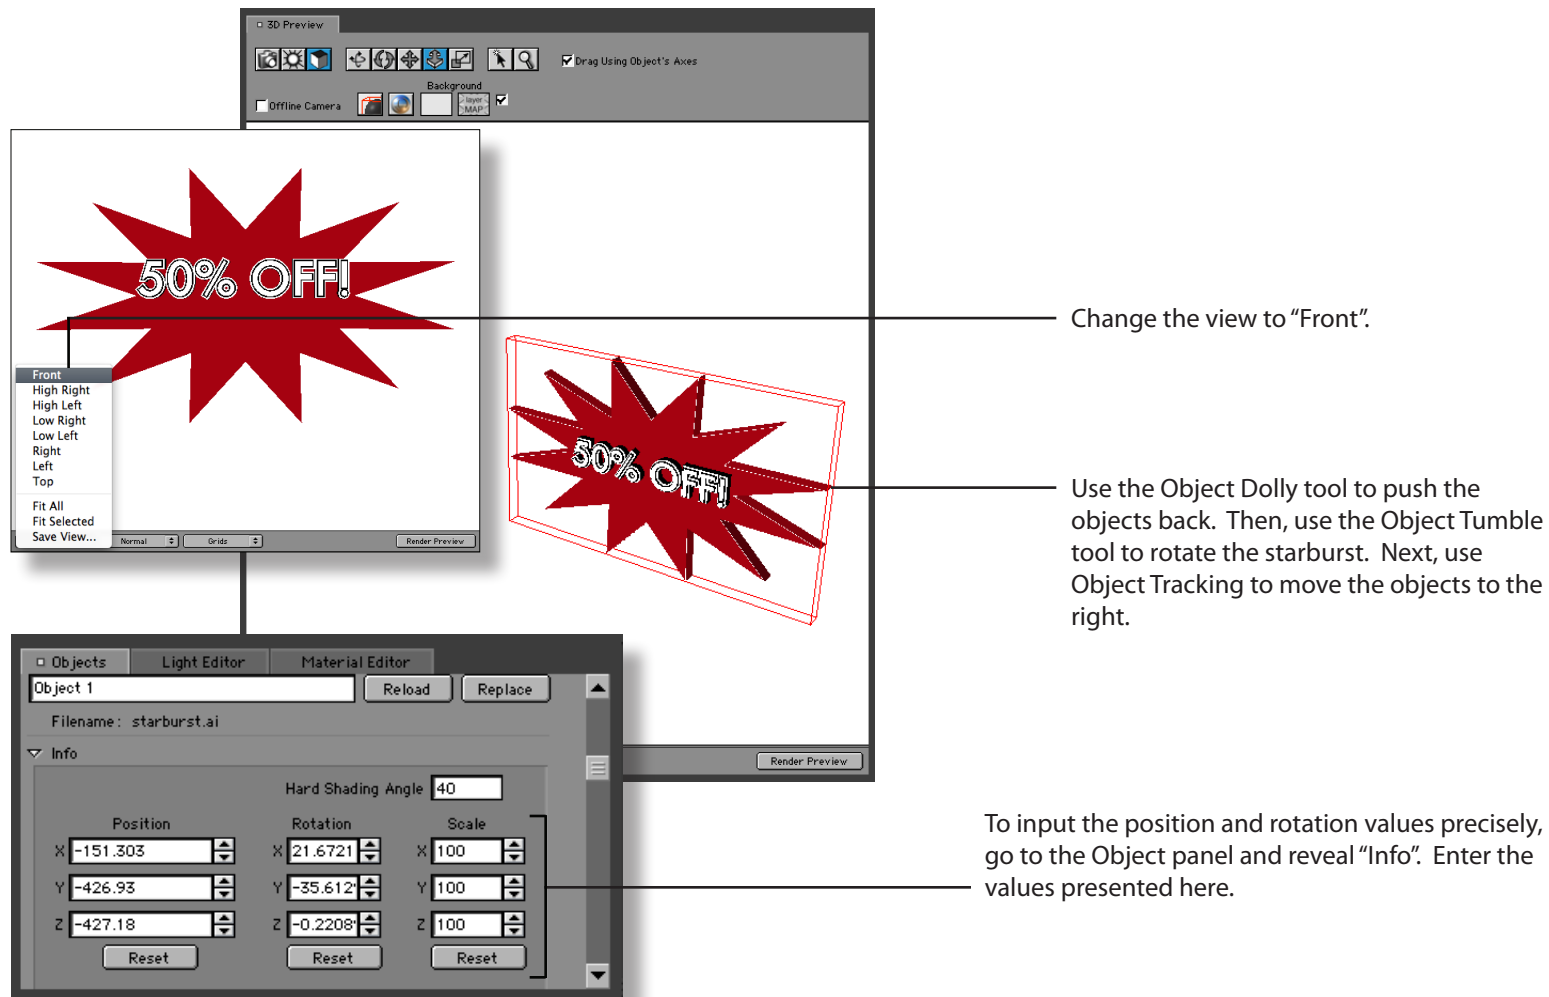 3D Preview
Drag Using Object's Axes
Background
Offline Camera
layer
MAP
50% OFF!
Front
High Right
High Left
Low Right
Low Left
Right
Left
Top
Fit All
Fit Selected
Save View...
Normal
Grids
Render Preview
50% OFF!
Render Preview
Change the view to “Front”.
Use the Object Dolly tool to push the
objects back. Then, use the Object Tumble
tool to rotate the starburst. Next, use
Object Tracking to move the objects to the
right.
Objects
Light Editor
Material Editor
Object 1
Reload
Replace
Filename: starburst.ai
Info
Hard Shading Angle 40
Position Rotation Scale
X -151.303 X 21.6721 X 100
Y -426.93 Y -35.612 Y 100
Z -427.18 Z -0.2208 Z 100
Reset Reset Reset
To input the position and rotation values precisely,
go to the Object panel and reveal “Info”. Enter the
values presented here.